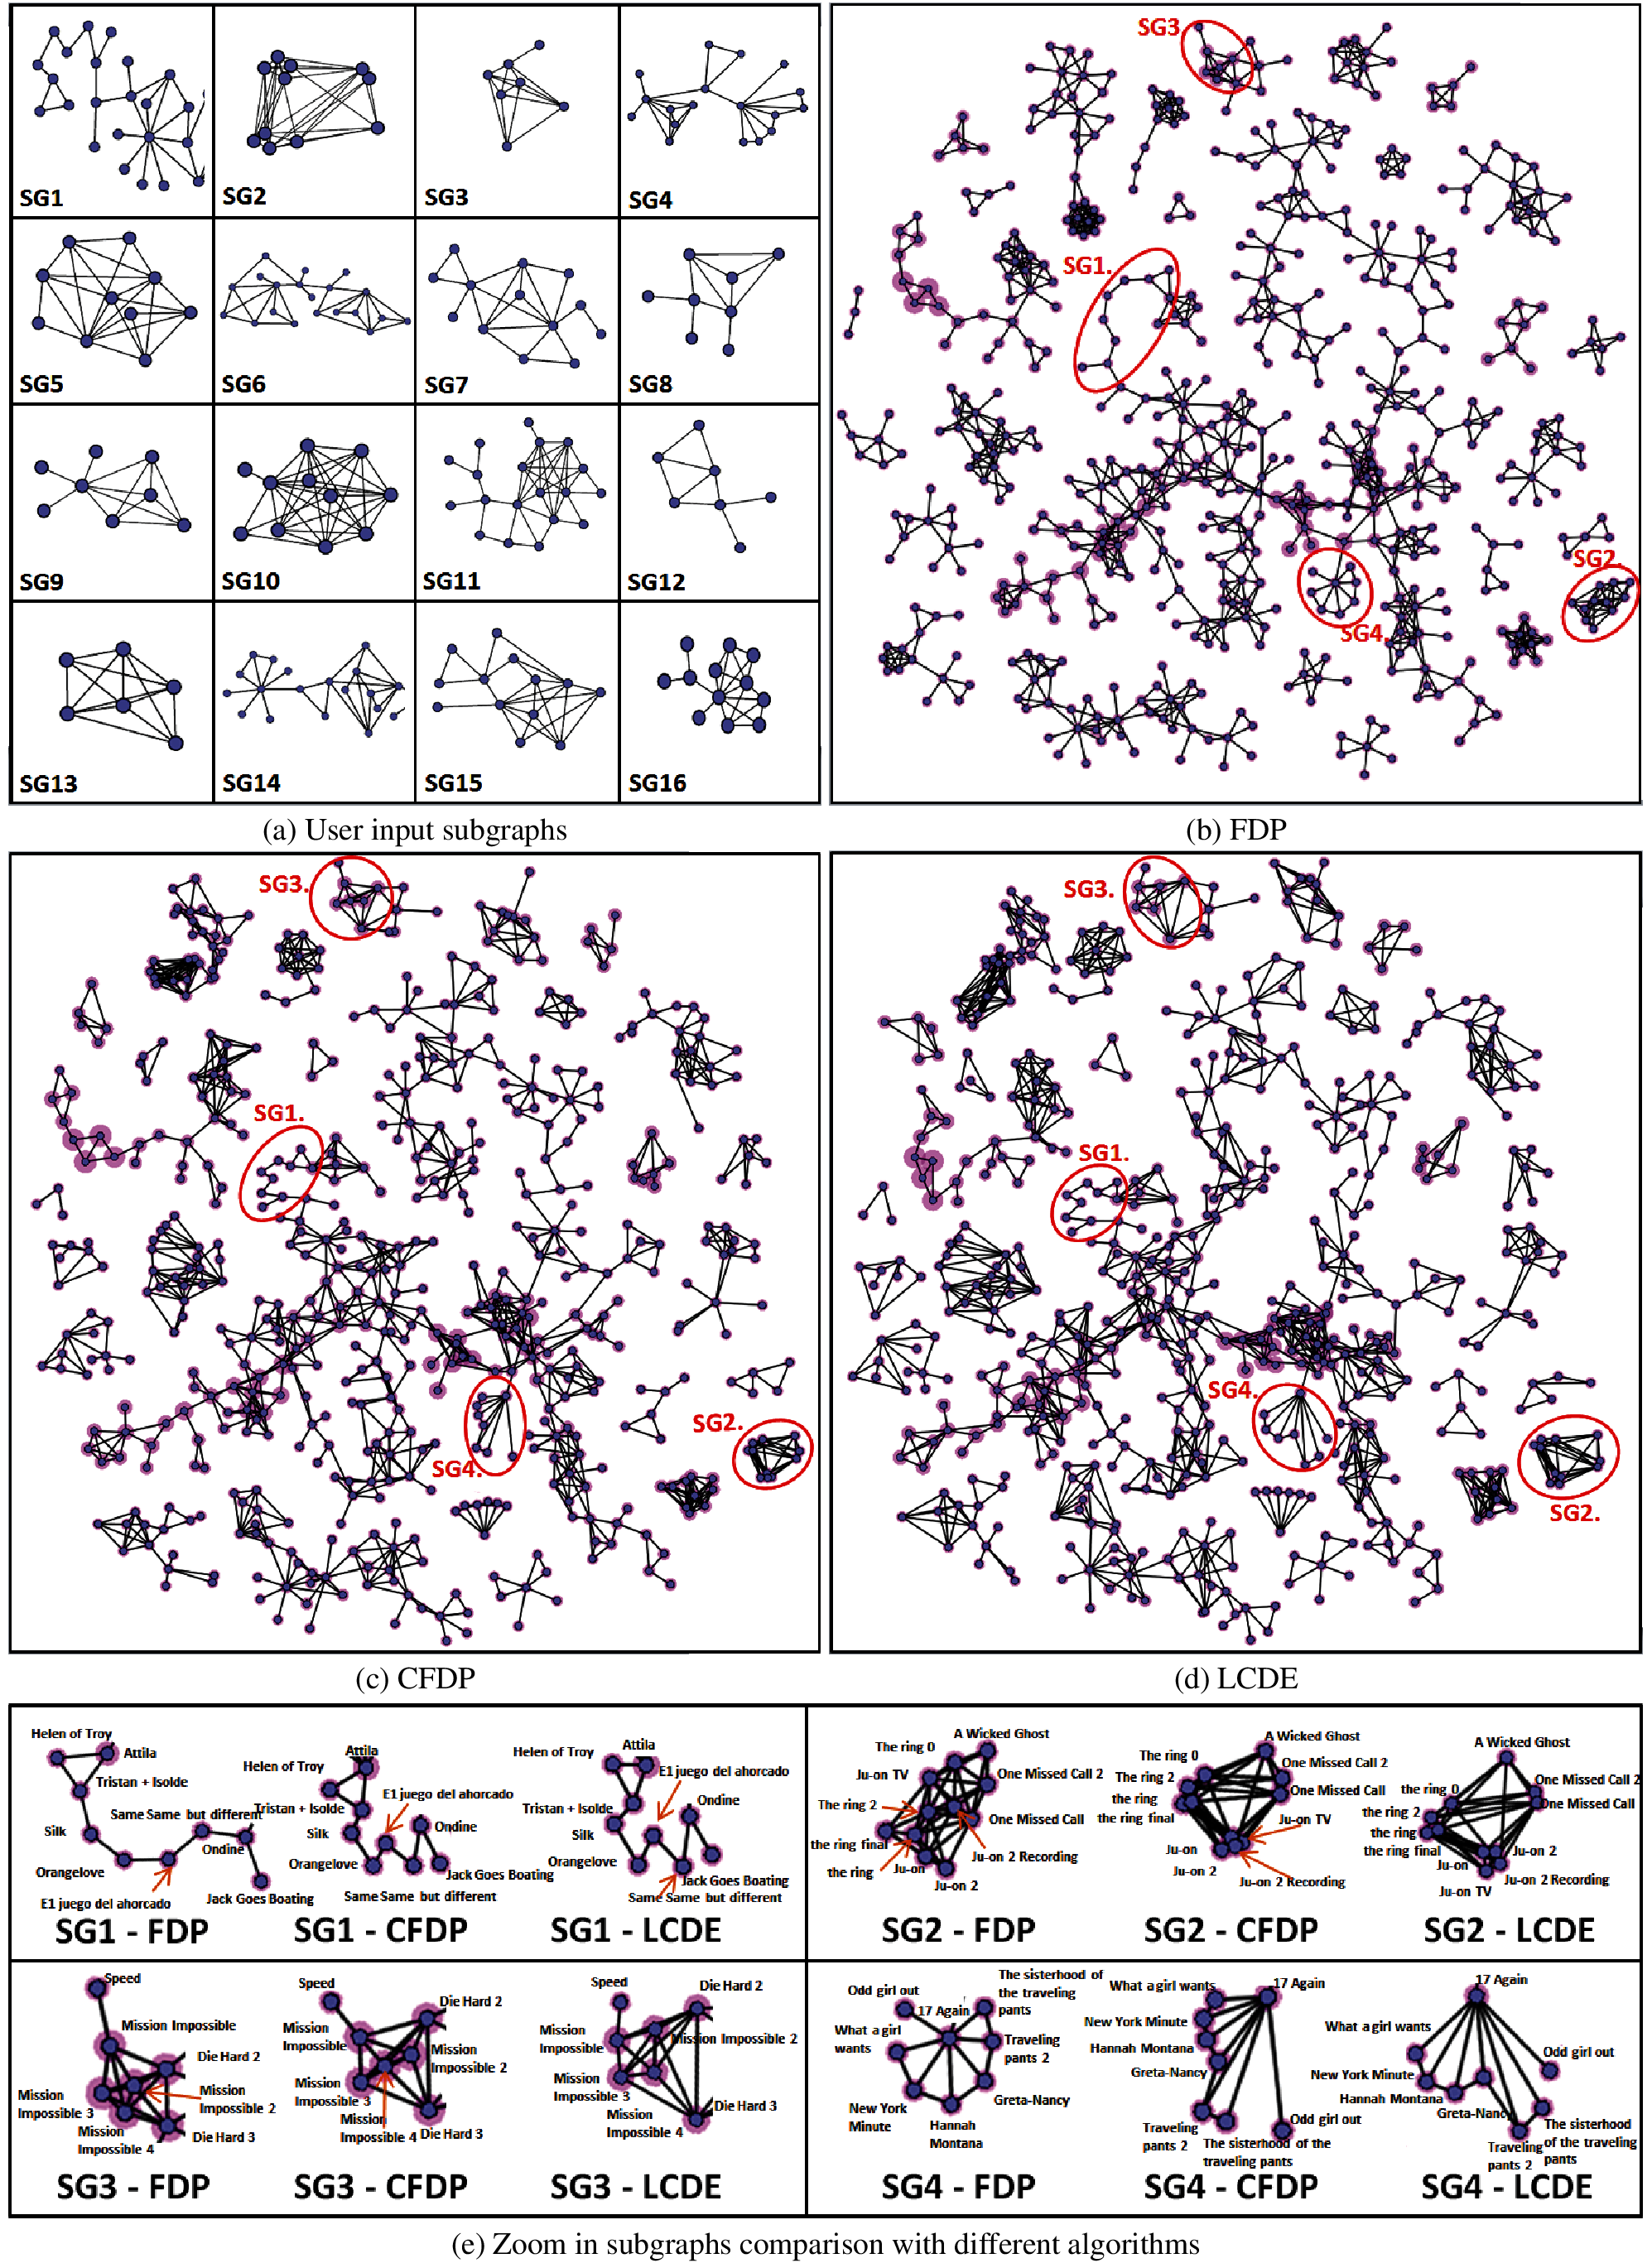 SG1
SG2
SG3
SG4
SG5
SG6
SG7
SG8
SG9
SG10
SG11
SG12
SG13
SG14
SG15
SG16
(a) User input subgraphs
SG3
SG1.
SG2.
SG4.
(b) FDP
SG3.
SG1.
SG2.
SG4.
(c) CFDP
SG3.
SG1.
SG4.
SG2.
(d) LCDE
Helen of Troy
Attila
Tristan + Isolde
Same Same but different
Silk
Ondine
Orangelove
E1 juego del ahorcado
Jack Goes Boating
SG1 - FDP
Attila
Helen of Troy
E1 juego del ahorcado
Tristan + Isolde
Ondine
Silk
Orangelove
Jack Goes Boating
Same Same but different
SG1 - CFDP
Attila
Helen of Troy
E1 juego del ahorcado
Ondine
Tristan + Isolde
Silk
Orangelove
Jack Goes Boating
Same Same but different
SG1 - LCDE
A Wicked Ghost
The ring 0
Ju-on TV
One Missed Call 2
The ring 2
One Missed Call
the ring final
Ju-on 2 Recording
the ring
Ju-on
Ju-on 2
SG2 - FDP
A Wicked Ghost
The ring 0
One Missed Call 2
The ring 2
One Missed Call
the ring
the ring final
Ju-on TV
Ju-on
Ju-on 2
Ju-on 2 Recording
SG2 - CFDP
A Wicked Ghost
One Missed Call 2
the ring 0
One Missed Call
the ring 2
the ring
the ring final
Ju-on 2
Ju-on
Ju-on 2 Recording
Ju-on TV
SG2 - LCDE
Speed
Mission Impossible
Die Hard 2
Mission
Impossible 2
Mission
Impossible 3
Mission
Impossible 4
Die Hard 3
SG3 - FDP
Speed
Die Hard 2
Mission
Impossible
Mission
Impossible 2
Mission
Impossible 3
Mission
Impossible 4
Die Hard 3
SG3 - CFDP
Speed
Die Hard 2
Mission
Impossible
Mission Impossible 2
Mission
Impossible 3
Mission
Impossible 4
Die Hard 3
SG3 - LCDE
Odd girl out
The sisterhood of
the traveling
pants
17 Again
What a girl
wants
Traveling
pants 2
Greta-Nancy
New York
Minute
Hannah
Montana
SG4 - FDP
What a girl wants
17 Again
New York Minute
Hannah Montana
Greta-Nancy
Odd girl out
Traveling
pants 2
The sisterhood of the
traveling pants
SG4 - CFDP
17 Again
What a girl wants
Odd girl out
New York Minute
Hannah Montana
Greta-Nancy
The sisterhood
of the traveling
pants
Traveling
pants 2
SG4 - LCDE
(e) Zoom in subgraphs comparison with different algorithms